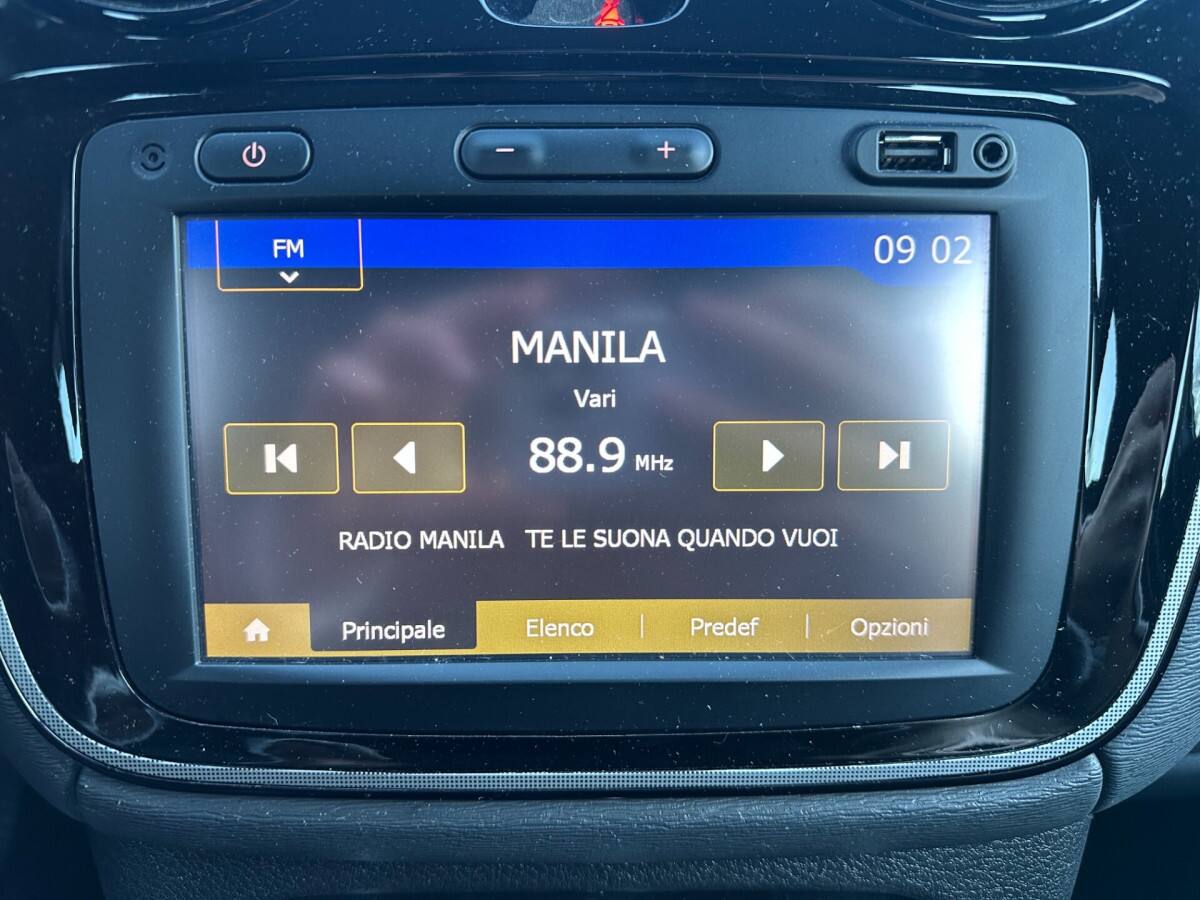 − +
FM
09 02
MANILA
Vari
88.9 MHz
RADIO MANILA TE LE SUONA QUANDO VUOI
Principale Elenco Predef Opzioni